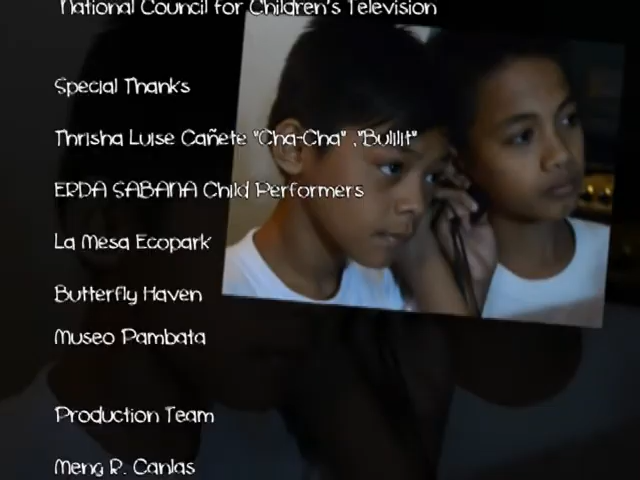 National Council for Children's Television
Special Thanks
Thrisha Luise Cañete "Cha-Cha" ,"Bulilit"
ERDA SABANA Child Performers
La Mesa Ecopark
Butterfly Haven
Museo Pambata
Production Team
Meng R. Canlas